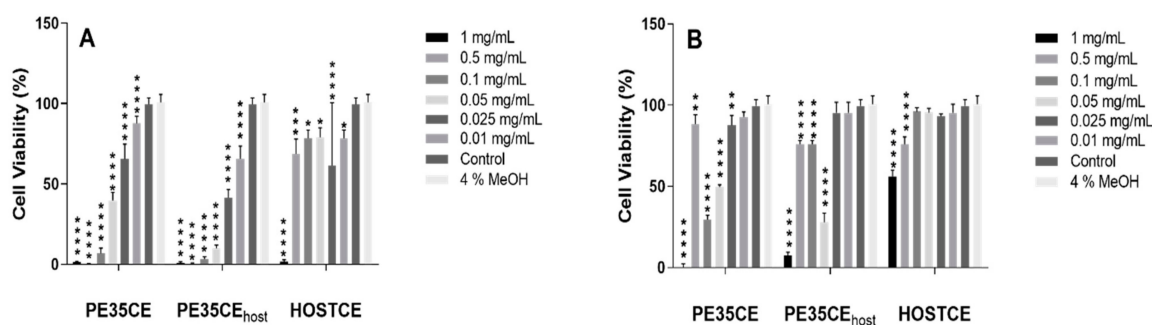 A
Cell Viability (%)
150
100
50
0
* * * *
* * * *
* * * *
* * * *
* * * *
* * * *
* * * *
* * * *
* * * *
* * * *
* * * *
* * * *
* * * *
* * *
*
*
* * * *
*
PE35CE
PE35CEhost
HOSTCE
1 mg/mL
0.5 mg/mL
0.1 mg/mL
0.05 mg/mL
0.025 mg/mL
0.01 mg/mL
Control
4 % MeOH
B
Cell Viability (%)
150
100
50
0
* * * *
* *
* * * *
* * * *
* *
* * * *
* * * *
* * * *
* * * *
* * * *
* * * *
PE35CE
PE35CEhost
HOSTCE
1 mg/mL
0.5 mg/mL
0.1 mg/mL
0.05 mg/mL
0.025 mg/mL
0.01 mg/mL
Control
4 % MeOH